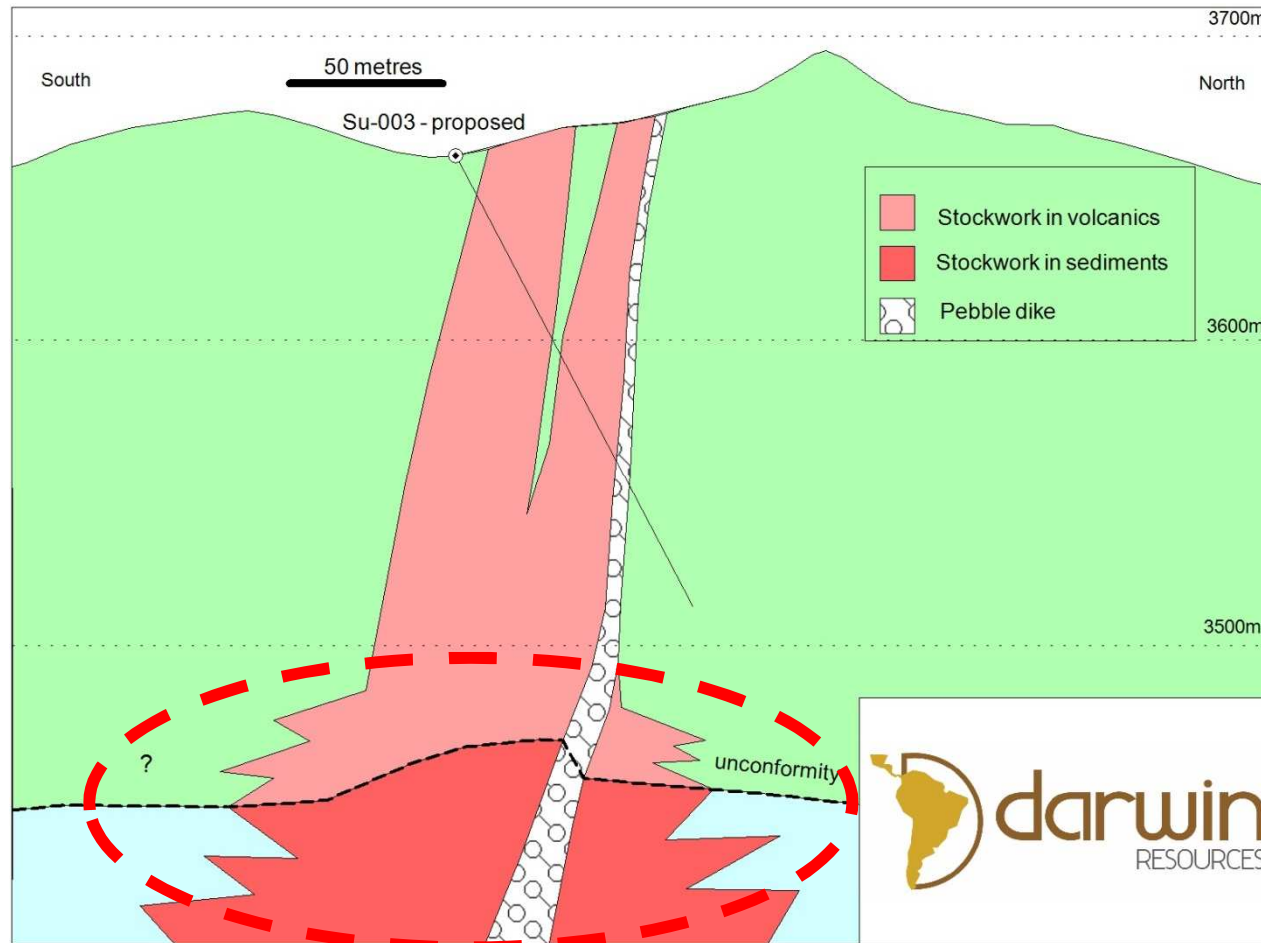 3700m
South
50 metres
North
Su-003 - proposed
Stockwork in volcanics
Stockwork in sediments
Pebble dike
3600m
3500m
?
unconformity
darwin
RESOURCES